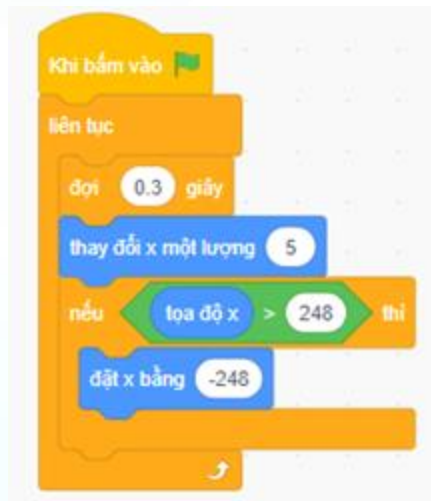 Khi bấm vào
liên tục
đợi 0.3 giây
thay đổi x một lượng 5
nếu tọa độ x > 248 thì
đặt x bằng -248